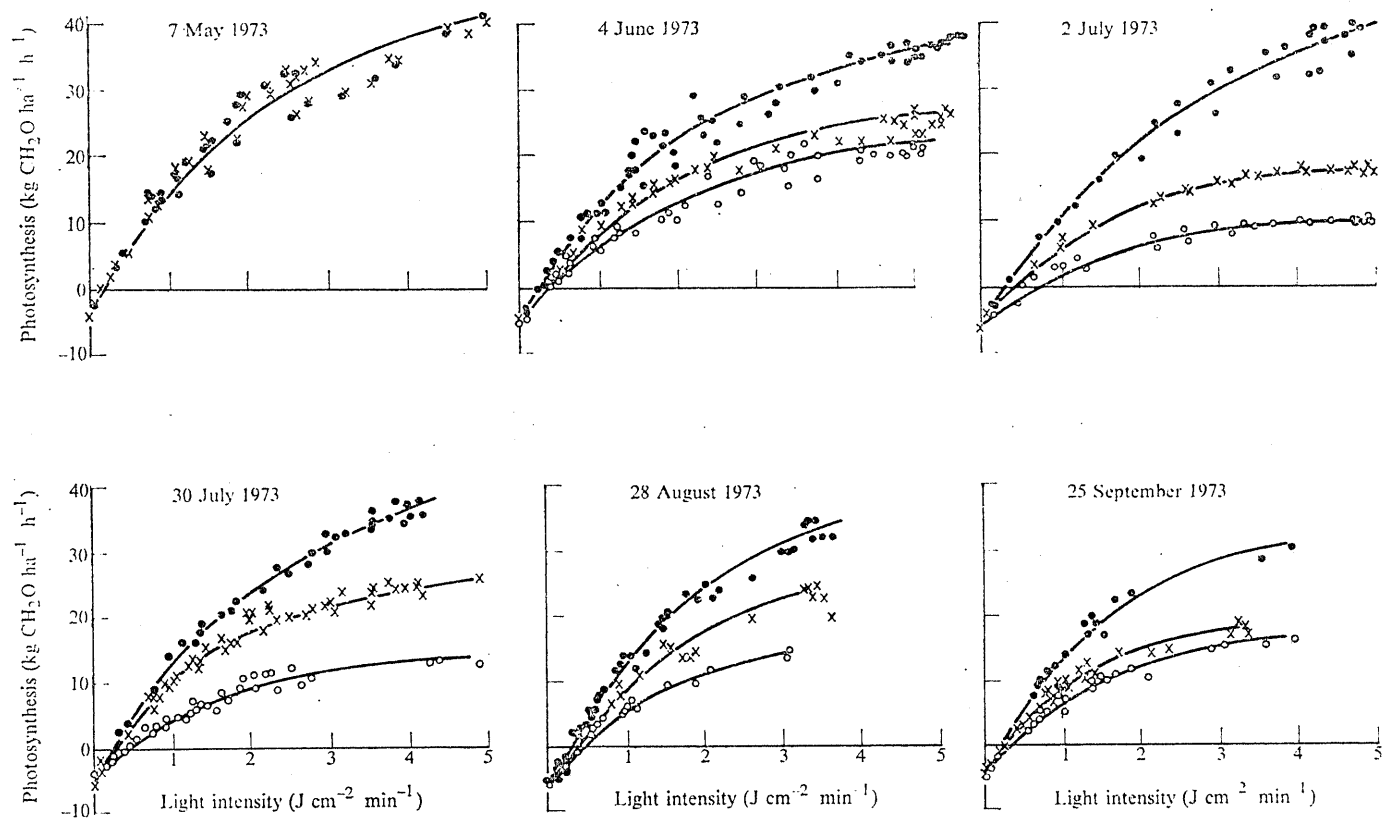 7 May 1973
4 June 1973
2 July 1973
Photosynthesis (kg CH₂O ha⁻¹ h⁻¹)
40
30
20
10
0
–10
30 July 1973
28 August 1973
25 September 1973
Photosynthesis (kg CH₂O ha⁻¹ h⁻¹)
40
30
20
10
0
–10
1 2 3 4 5
1 2 3 4 5
1 2 3 4 5
Light intensity (J cm⁻² min⁻¹)
Light intensity (J cm⁻² min⁻¹)
Light intensity (J cm⁻² min⁻¹)